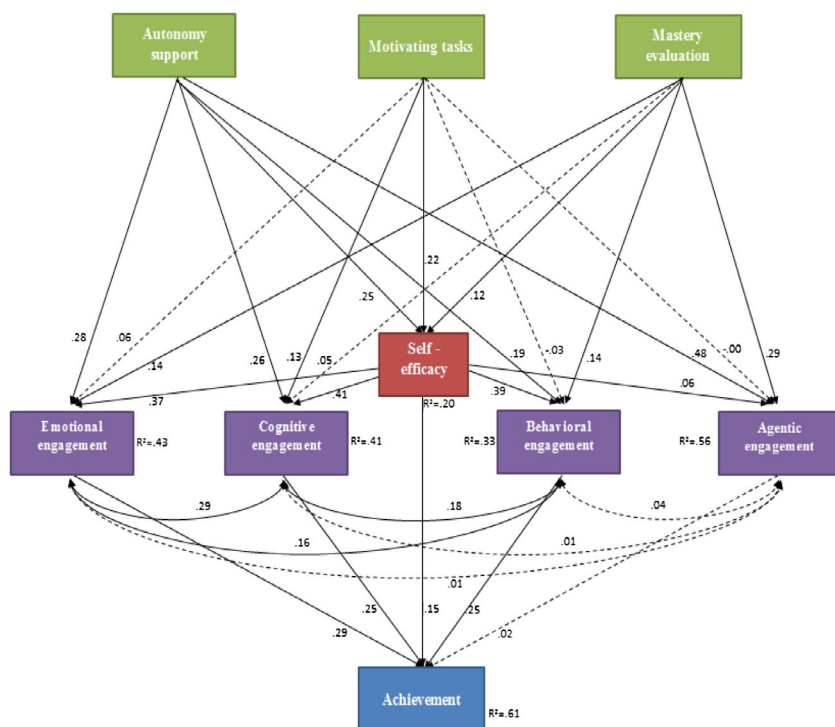 Autonomy
support
Motivating tasks
Mastery
evaluation
.22
.25
.12
.28
.06
.14
.26
.13
.05
.19
-.03
.14
.48
-.00
.29
Self -
efficacy
.37
.41
.39
.06
R²=.20
Emotional
engagement
R²=.43
Cognitive
engagement
R²=.41
R²=.33
Behavioral
engagement
R²=.56
Agentic
engagement
.29
.18
.04
.16
.01
.01
.25
.15
.25
.29
.02
Achievement
R²=.61